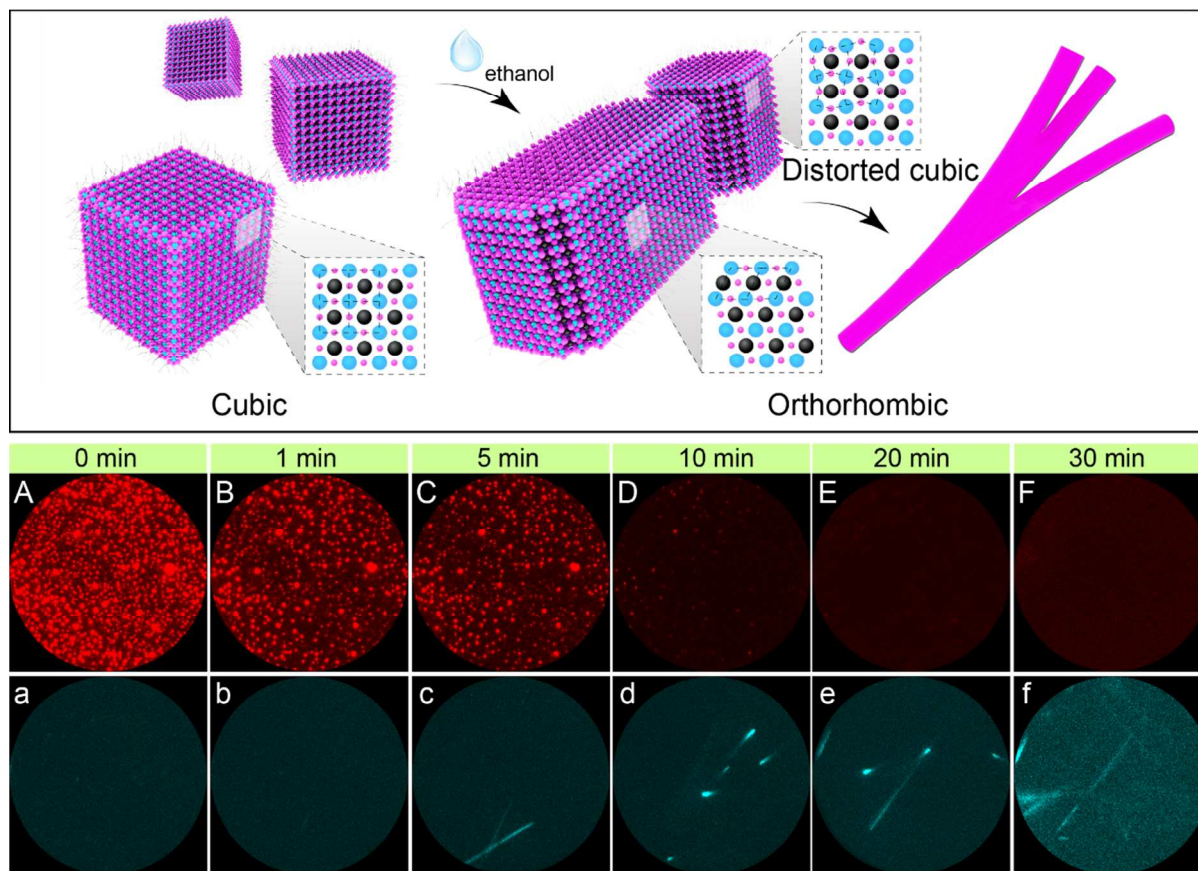 ethanol
Distorted cubic
Cubic
Orthorhombic
0 min 1 min 5 min 10 min 20 min 30 min
A B C D E F
a b c d e f